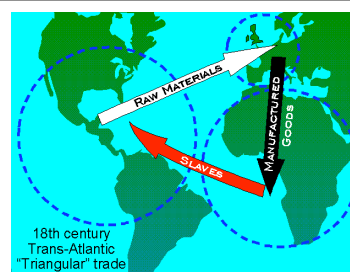 RAW MATERIALS
MANUFACTURED
GOODS
SLAVES
18th century
Trans-Atlantic
"Triangular" trade